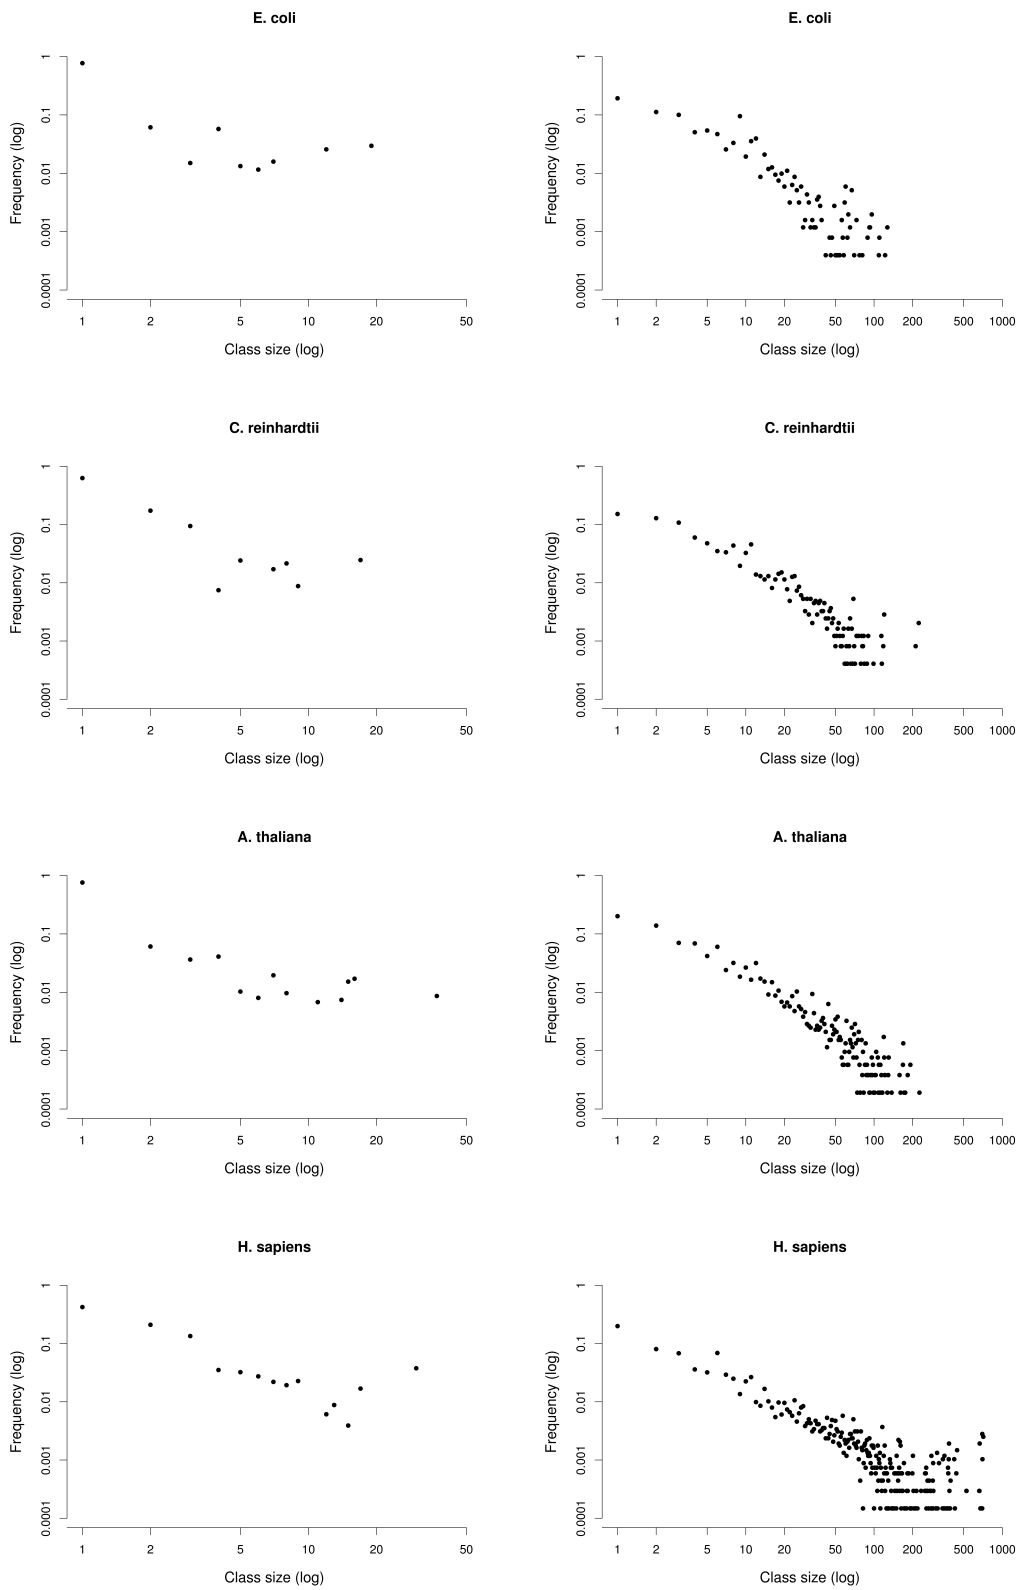 E. coli
Frequency (log)
1
0.1
0.01
0.001
0.0001
1 2 5 10 20 50
Class size (log)
E. coli
Frequency (log)
1
0.1
0.01
0.001
0.0001
1 2 5 10 20 50 100 200 500 1000
Class size (log)
C. reinhardtii
Frequency (log)
1
0.1
0.01
0.001
0.0001
1 2 5 10 20 50
Class size (log)
C. reinhardtii
Frequency (log)
1
0.1
0.01
0.001
0.0001
1 2 5 10 20 50 100 200 500 1000
Class size (log)
A. thaliana
Frequency (log)
1
0.1
0.01
0.001
0.0001
1 2 5 10 20 50
Class size (log)
A. thaliana
Frequency (log)
1
0.1
0.01
0.001
0.0001
1 2 5 10 20 50 100 200 500 1000
Class size (log)
H. sapiens
Frequency (log)
1
0.1
0.01
0.001
0.0001
1 2 5 10 20 50
Class size (log)
H. sapiens
Frequency (log)
1
0.1
0.01
0.001
0.0001
1 2 5 10 20 50 100 200 500 1000
Class size (log)